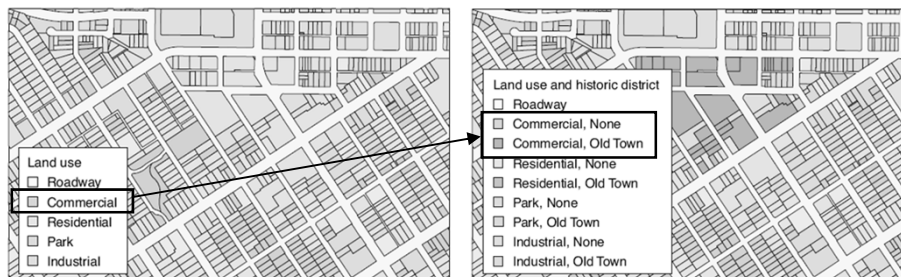 Land use
Roadway
Commercial
Residential
Park
Industrial
Land use and historic district
Roadway
Commercial, None
Commercial, Old Town
Residential, None
Residential, Old Town
Park, None
Park, Old Town
Industrial, None
Industrial, Old Town